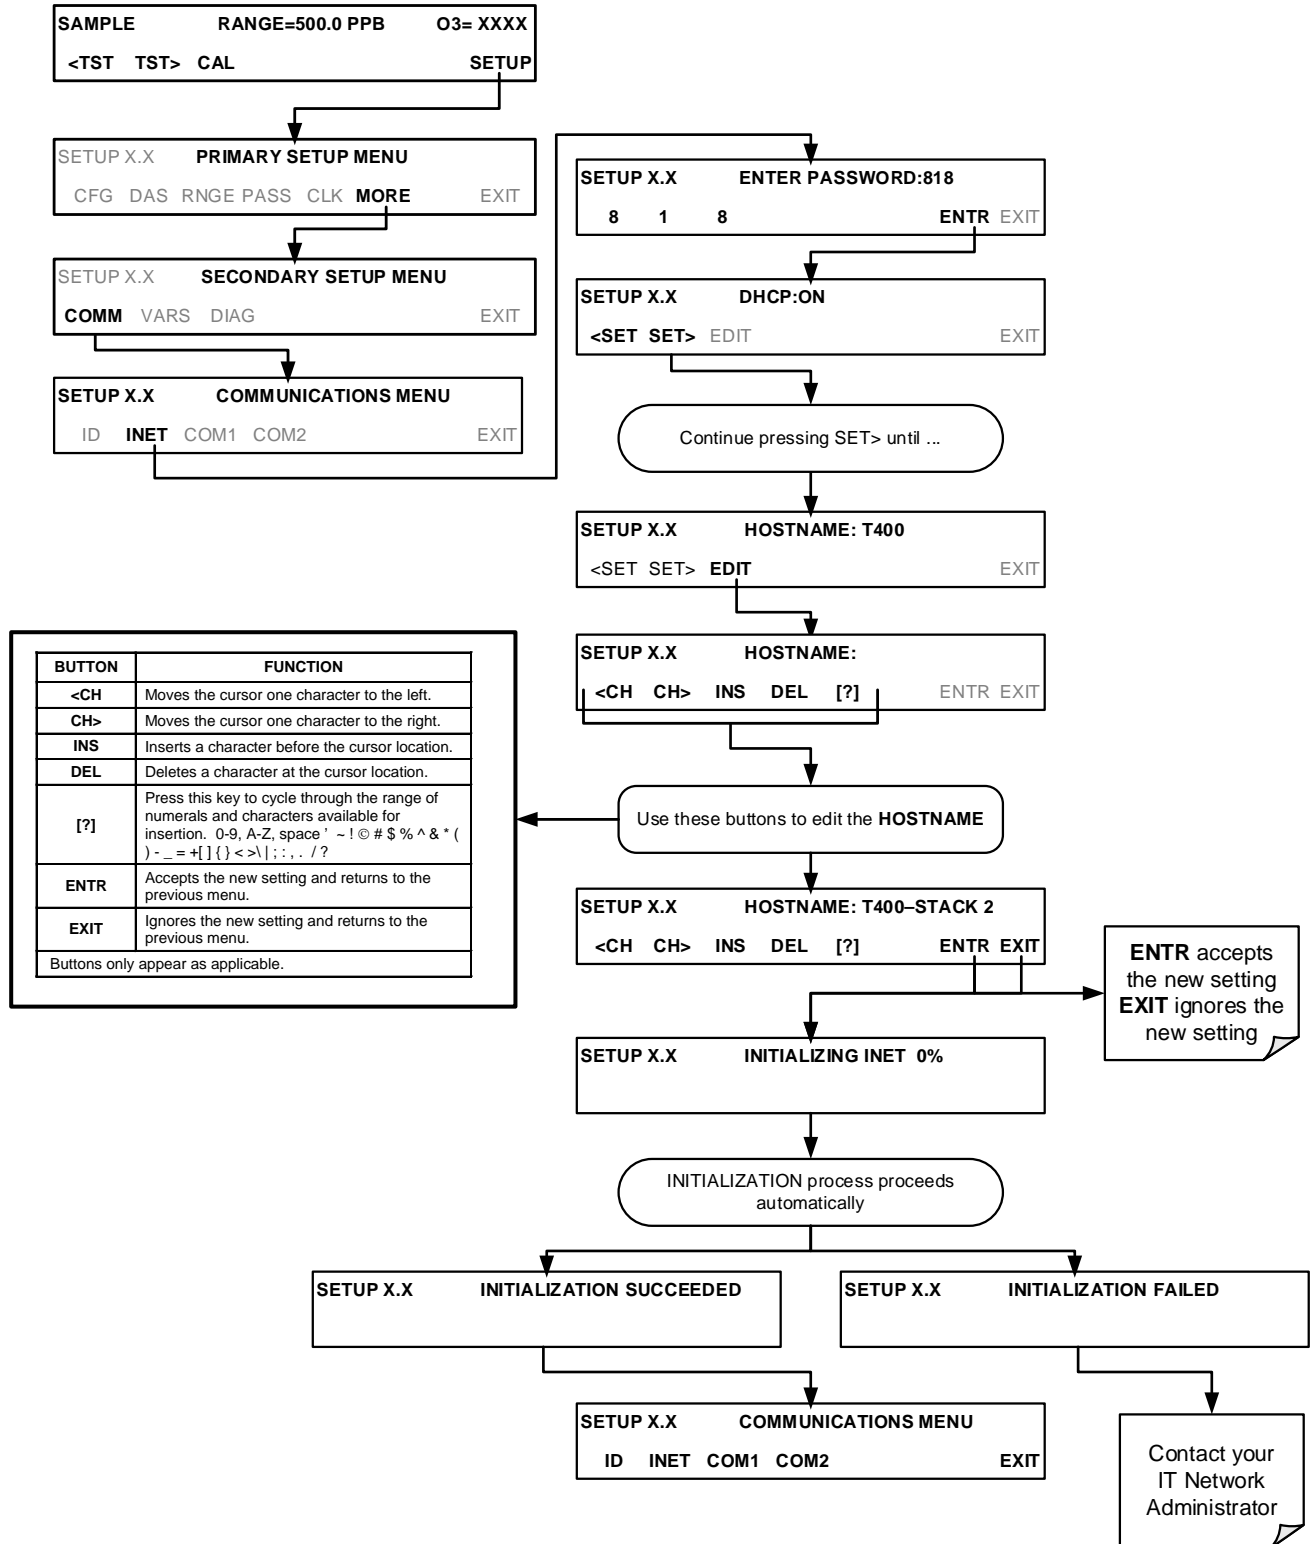 SAMPLE RANGE=500.0 PPB O3= XXXX
<TST TST> CAL SETUP
SETUP X.X PRIMARY SETUP MENU
CFG DAS RNGE PASS CLK MORE EXIT
SETUP X.X SECONDARY SETUP MENU
COMM VARS DIAG EXIT
SETUP X.X COMMUNICATIONS MENU
ID INET COM1 COM2 EXIT
SETUP X.X ENTER PASSWORD:818
8 1 8 ENTR EXIT
SETUP X.X DHCP:ON
<SET SET> EDIT EXIT
Continue pressing SET> until ...
SETUP X.X HOSTNAME: T400
<SET SET> EDIT EXIT
SETUP X.X HOSTNAME:
<CH CH> INS DEL [?] ENTR EXIT
Use these buttons to edit the HOSTNAME
BUTTON FUNCTION
<CH Moves the cursor one character to the left.
CH> Moves the cursor one character to the right.
INS Inserts a character before the cursor location.
DEL Deletes a character at the cursor location.
[?] Press this key to cycle through the range of
numerals and characters available for
insertion. 0-9, A-Z, space ' ~ ! © # $ % ^ & * (
) - _ = +[ ] { } < >\ | ; : , . / ?
ENTR Accepts the new setting and returns to the
previous menu.
EXIT Ignores the new setting and returns to the
previous menu.
Buttons only appear as applicable.
SETUP X.X HOSTNAME: T400–STACK 2
<CH CH> INS DEL [?] ENTR EXIT
ENTR accepts
the new setting
EXIT ignores the
new setting
SETUP X.X INITIALIZING INET 0%
INITIALIZATION process proceeds
automatically
SETUP X.X INITIALIZATION SUCCEEDED
SETUP X.X INITIALIZATION FAILED
SETUP X.X COMMUNICATIONS MENU
ID INET COM1 COM2 EXIT
Contact your
IT Network
Administrator